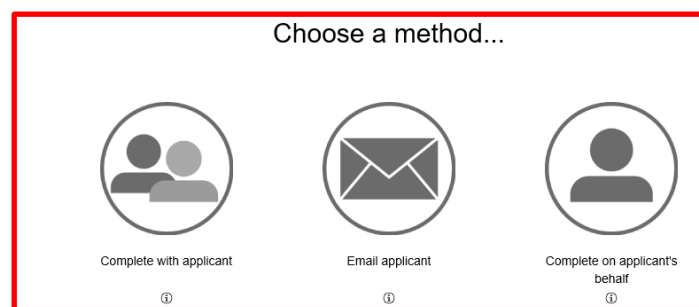 Choose a method...
Complete with applicant
Email applicant
Complete on applicant's
behalf